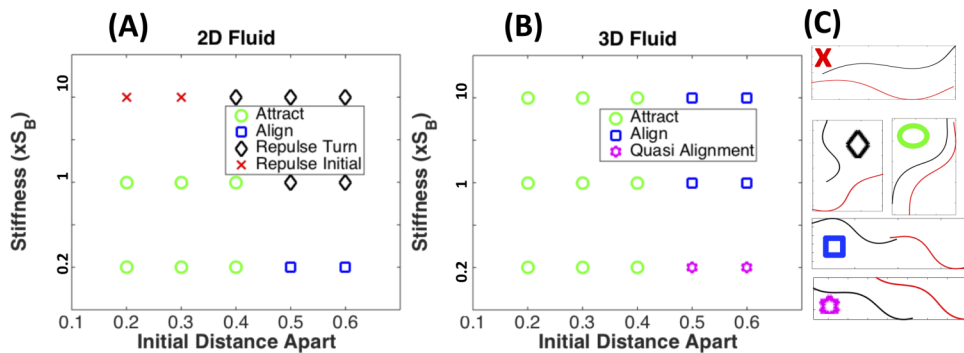 (A)
2D Fluid
Stiffness (xS_B)
10
1
0.2
Attract
Align
Repulse Turn
Repulse Initial
0.1 0.2 0.3 0.4 0.5 0.6
Initial Distance Apart
(B)
3D Fluid
Stiffness (xS_B)
10
1
0.2
Attract
Align
Quasi Alignment
0.1 0.2 0.3 0.4 0.5 0.6
Initial Distance Apart
(C)
X